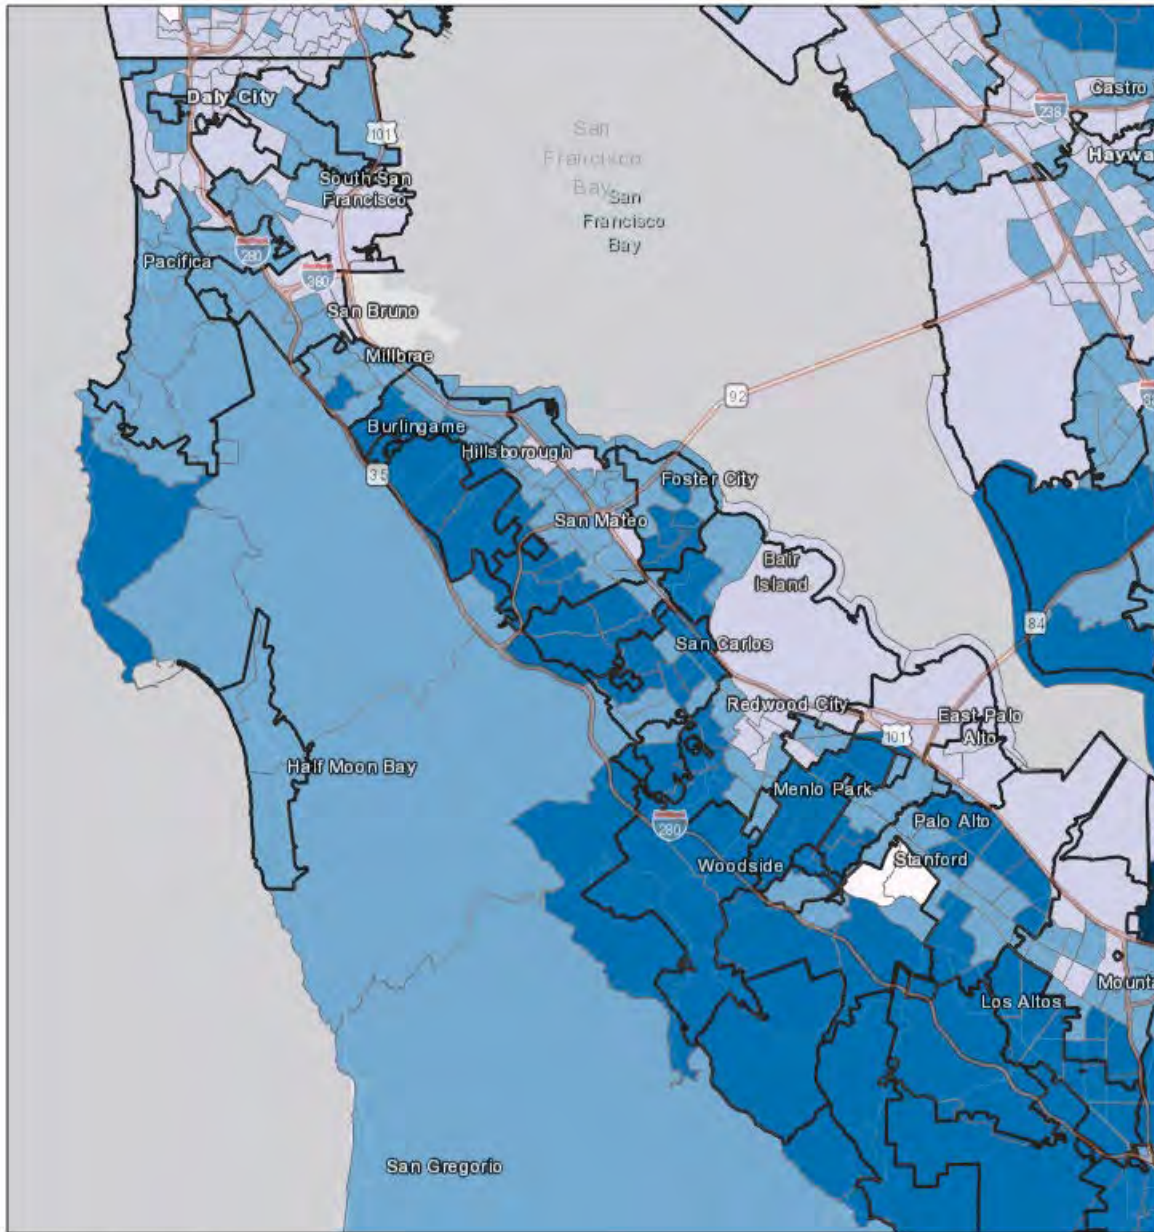 Castro
238
Daly City
101
Haywa
San
Francisco
Bay
South San
Francisco
San
Francisco
Bay
Pacifica
280
380
San Bruno
Millbrae
92
Burlingame
Hillsborough
35
Foster City
San Mateo
Bair
Island
84
San Carlos
Redwood City
East Palo
Alto
101
Half Moon Bay
Menlo Park
280
Palo Alto
Woodside
Stanford
Mounta
Los Altos
San Gregorio